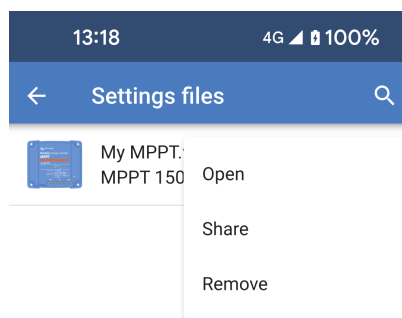 13:18 4G 100%
Settings files
My MPPT.
MPPT 150
Open
Share
Remove